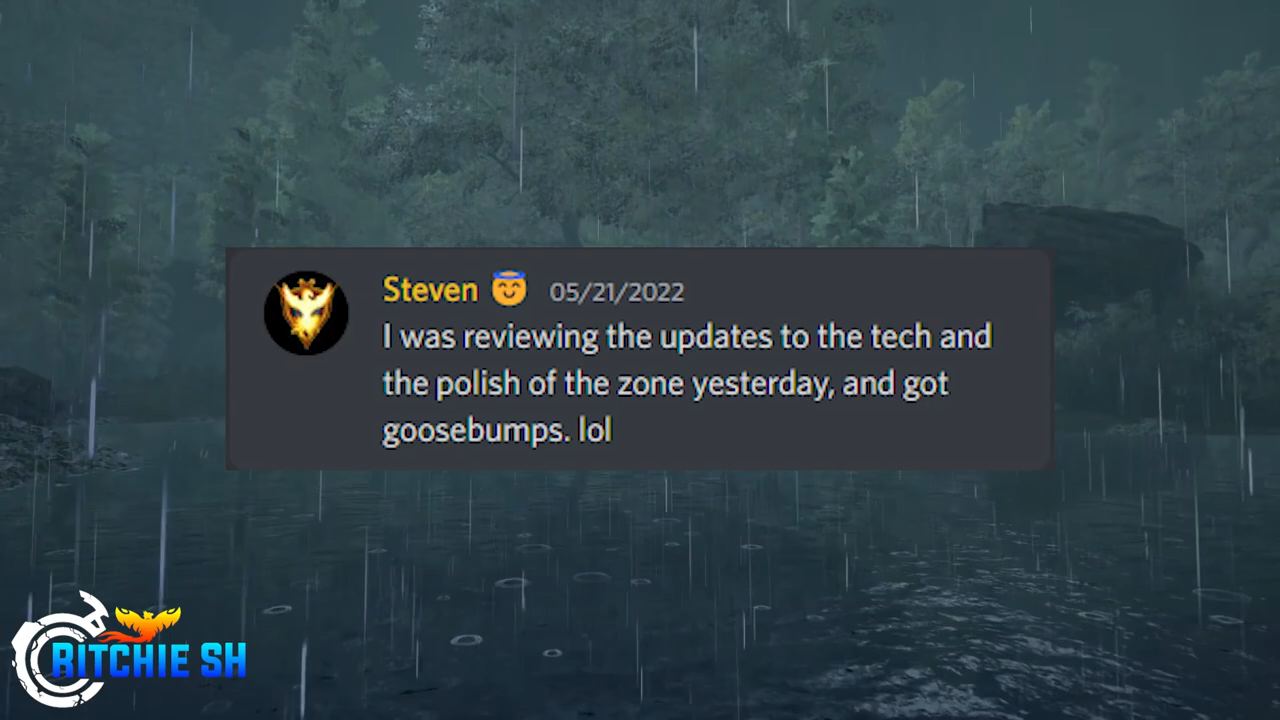 Steven 😇 05/21/2022
I was reviewing the updates to the tech and
the polish of the zone yesterday, and got
goosebumps. lol
RITCHIE SH